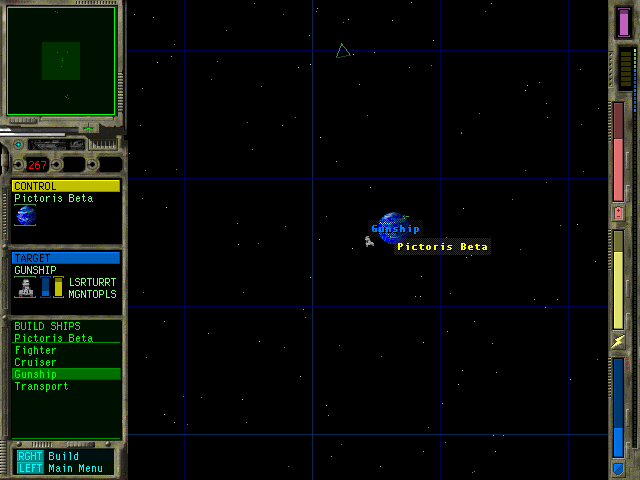 267
CONTROL
Pictoris Beta
TARGET
GUNSHIP
LSRTURRT
MGNTOPLS
BUILD SHIPS
Pictoris Beta
Fighter
Cruiser
Gunship
Transport
RGHT Build
LEFT Main Menu
Gunship
Pictoris Beta